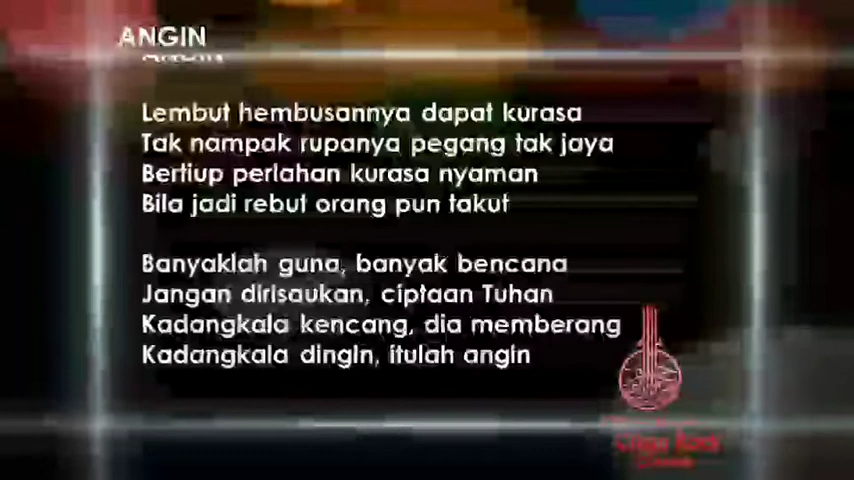 ANGIN
Lembut hembusannya dapat kurasa
Tak nampak rupanya pegang tak jaya
Bertiup perlahan kurasa nyaman
Bila jadi rebut orang pun takut
Banyaklah guna, banyak bencana
Jangan dirisaukan, ciptaan Tuhan
Kadangkala kencang, dia memberang
Kadangkala dingin, itulah angin